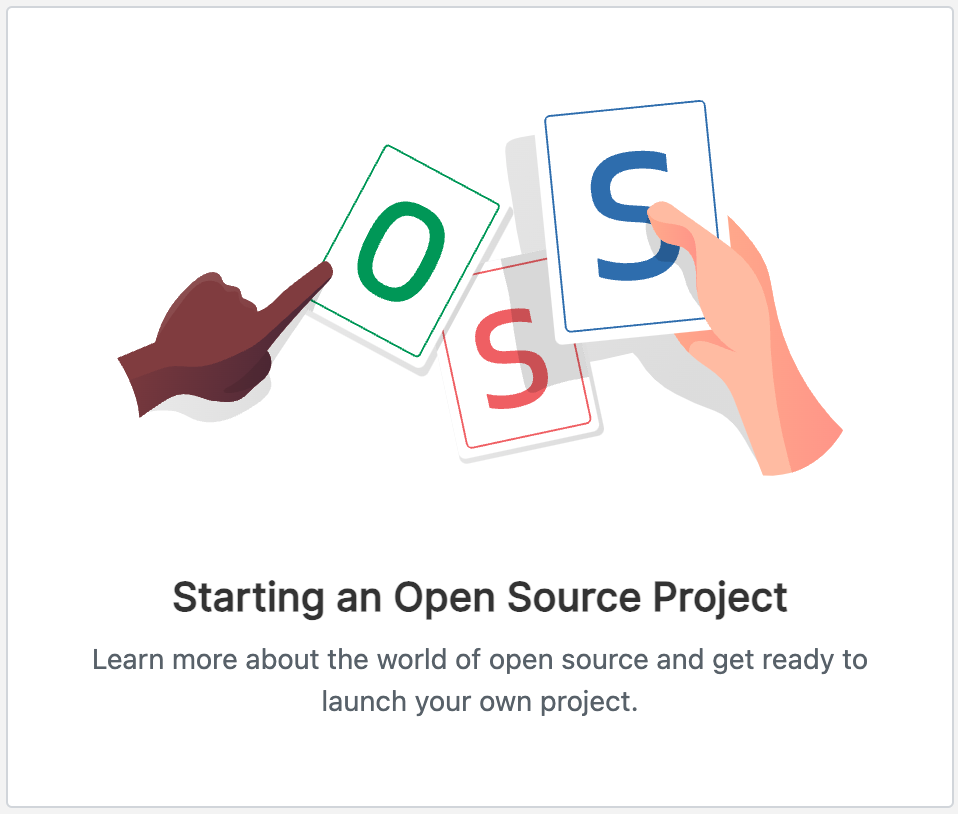 O
S
S
Starting an Open Source Project
Learn more about the world of open source and get ready to
launch your own project.